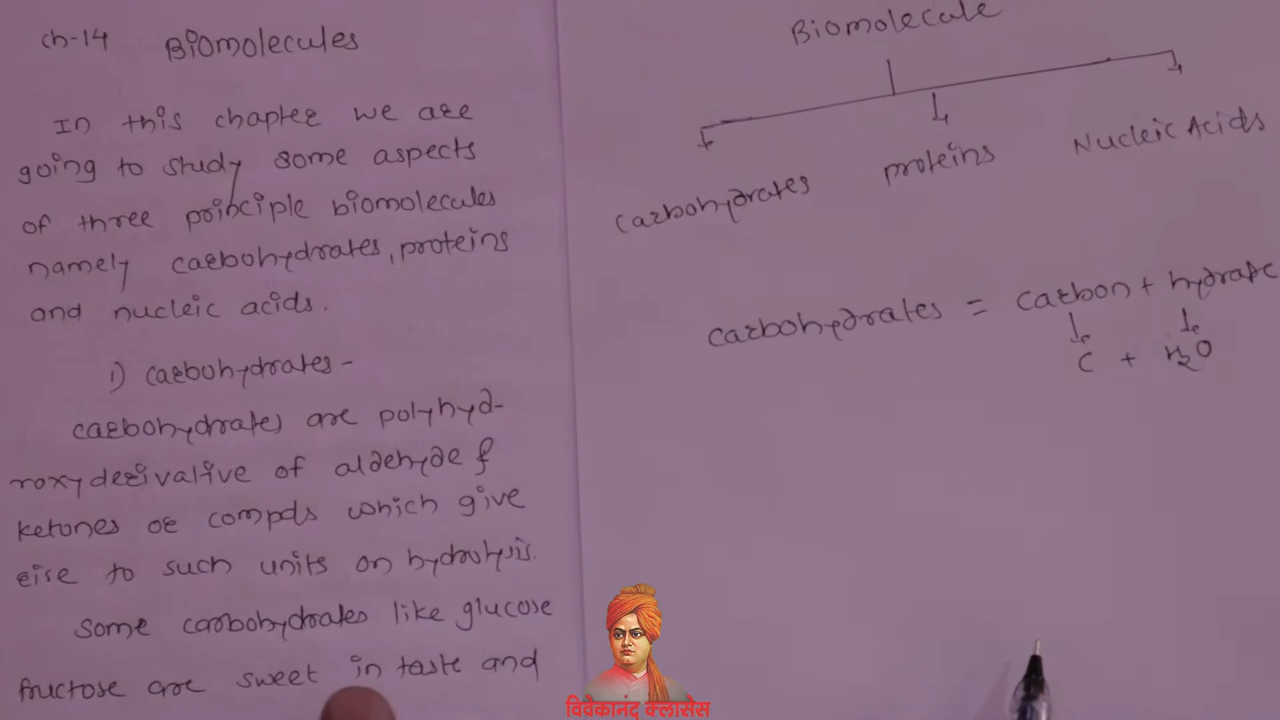 ch-14 Biomolecules
In this chapter we are
going to study some aspects
of three principle biomolecules
namely carbohydrates, proteins
and nucleic acids.
1) carbohydrates -
carbohydrates are polyhyd-
roxyderivative of aldehyde &
ketones or compds which give
rise to such units on hydrolysis.
Some carbohydrates like glucose
fructose are sweet in taste and
Biomolecule
carbohydrates proteins Nucleic Acids
carbohydrates = carbon + hydrate
C + H2O
विवेकानंद क्लासेस